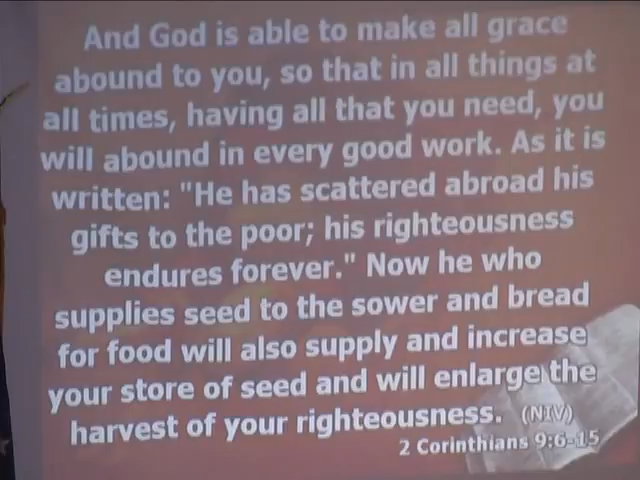 And God is able to make all grace
abound to you, so that in all things at
all times, having all that you need, you
will abound in every good work. As it is
written: "He has scattered abroad his
gifts to the poor; his righteousness
endures forever." Now he who
supplies seed to the sower and bread
for food will also supply and increase
your store of seed and will enlarge the
harvest of your righteousness. (NIV)
2 Corinthians 9:6-15